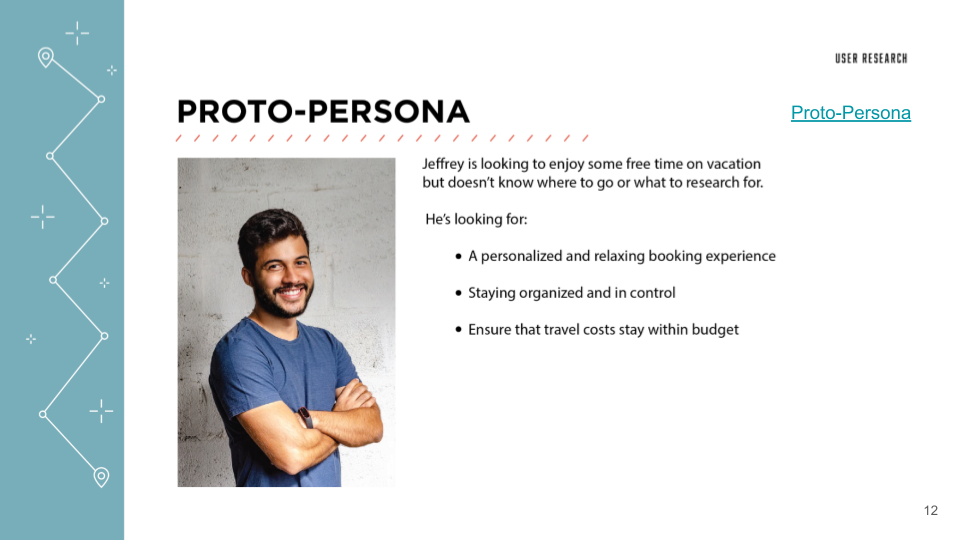 USER RESEARCH
PROTO-PERSONA
Proto-Persona
Jeffrey is looking to enjoy some free time on vacation
but doesn't know where to go or what to research for.
He's looking for:
• A personalized and relaxing booking experience
• Staying organized and in control
• Ensure that travel costs stay within budget
12